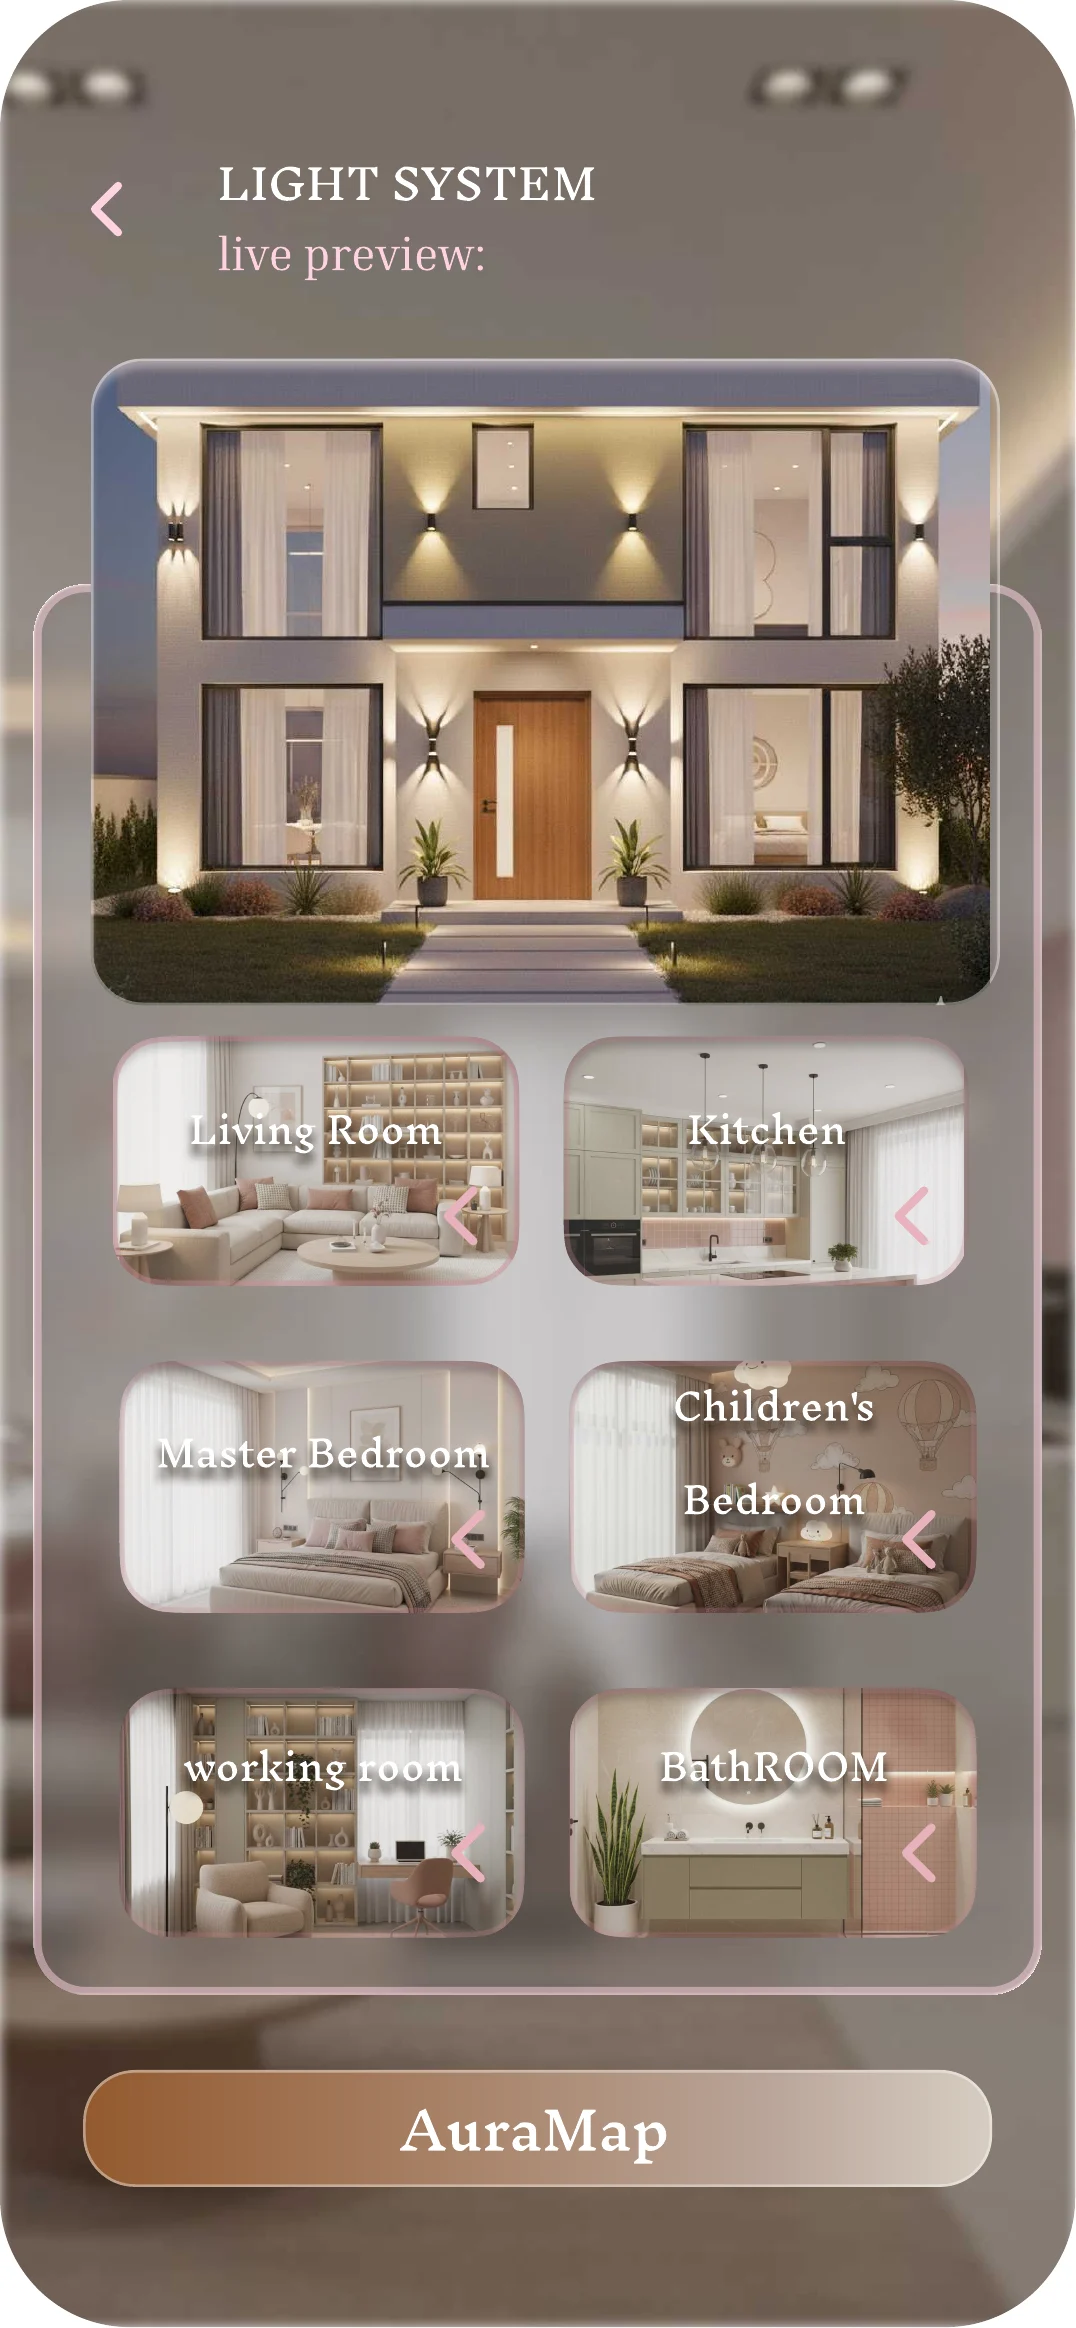 LIGHT SYSTEM
live preview:
Living Room
Kitchen
Master Bedroom
Children's
Bedroom
working room
BathROOM
AuraMap